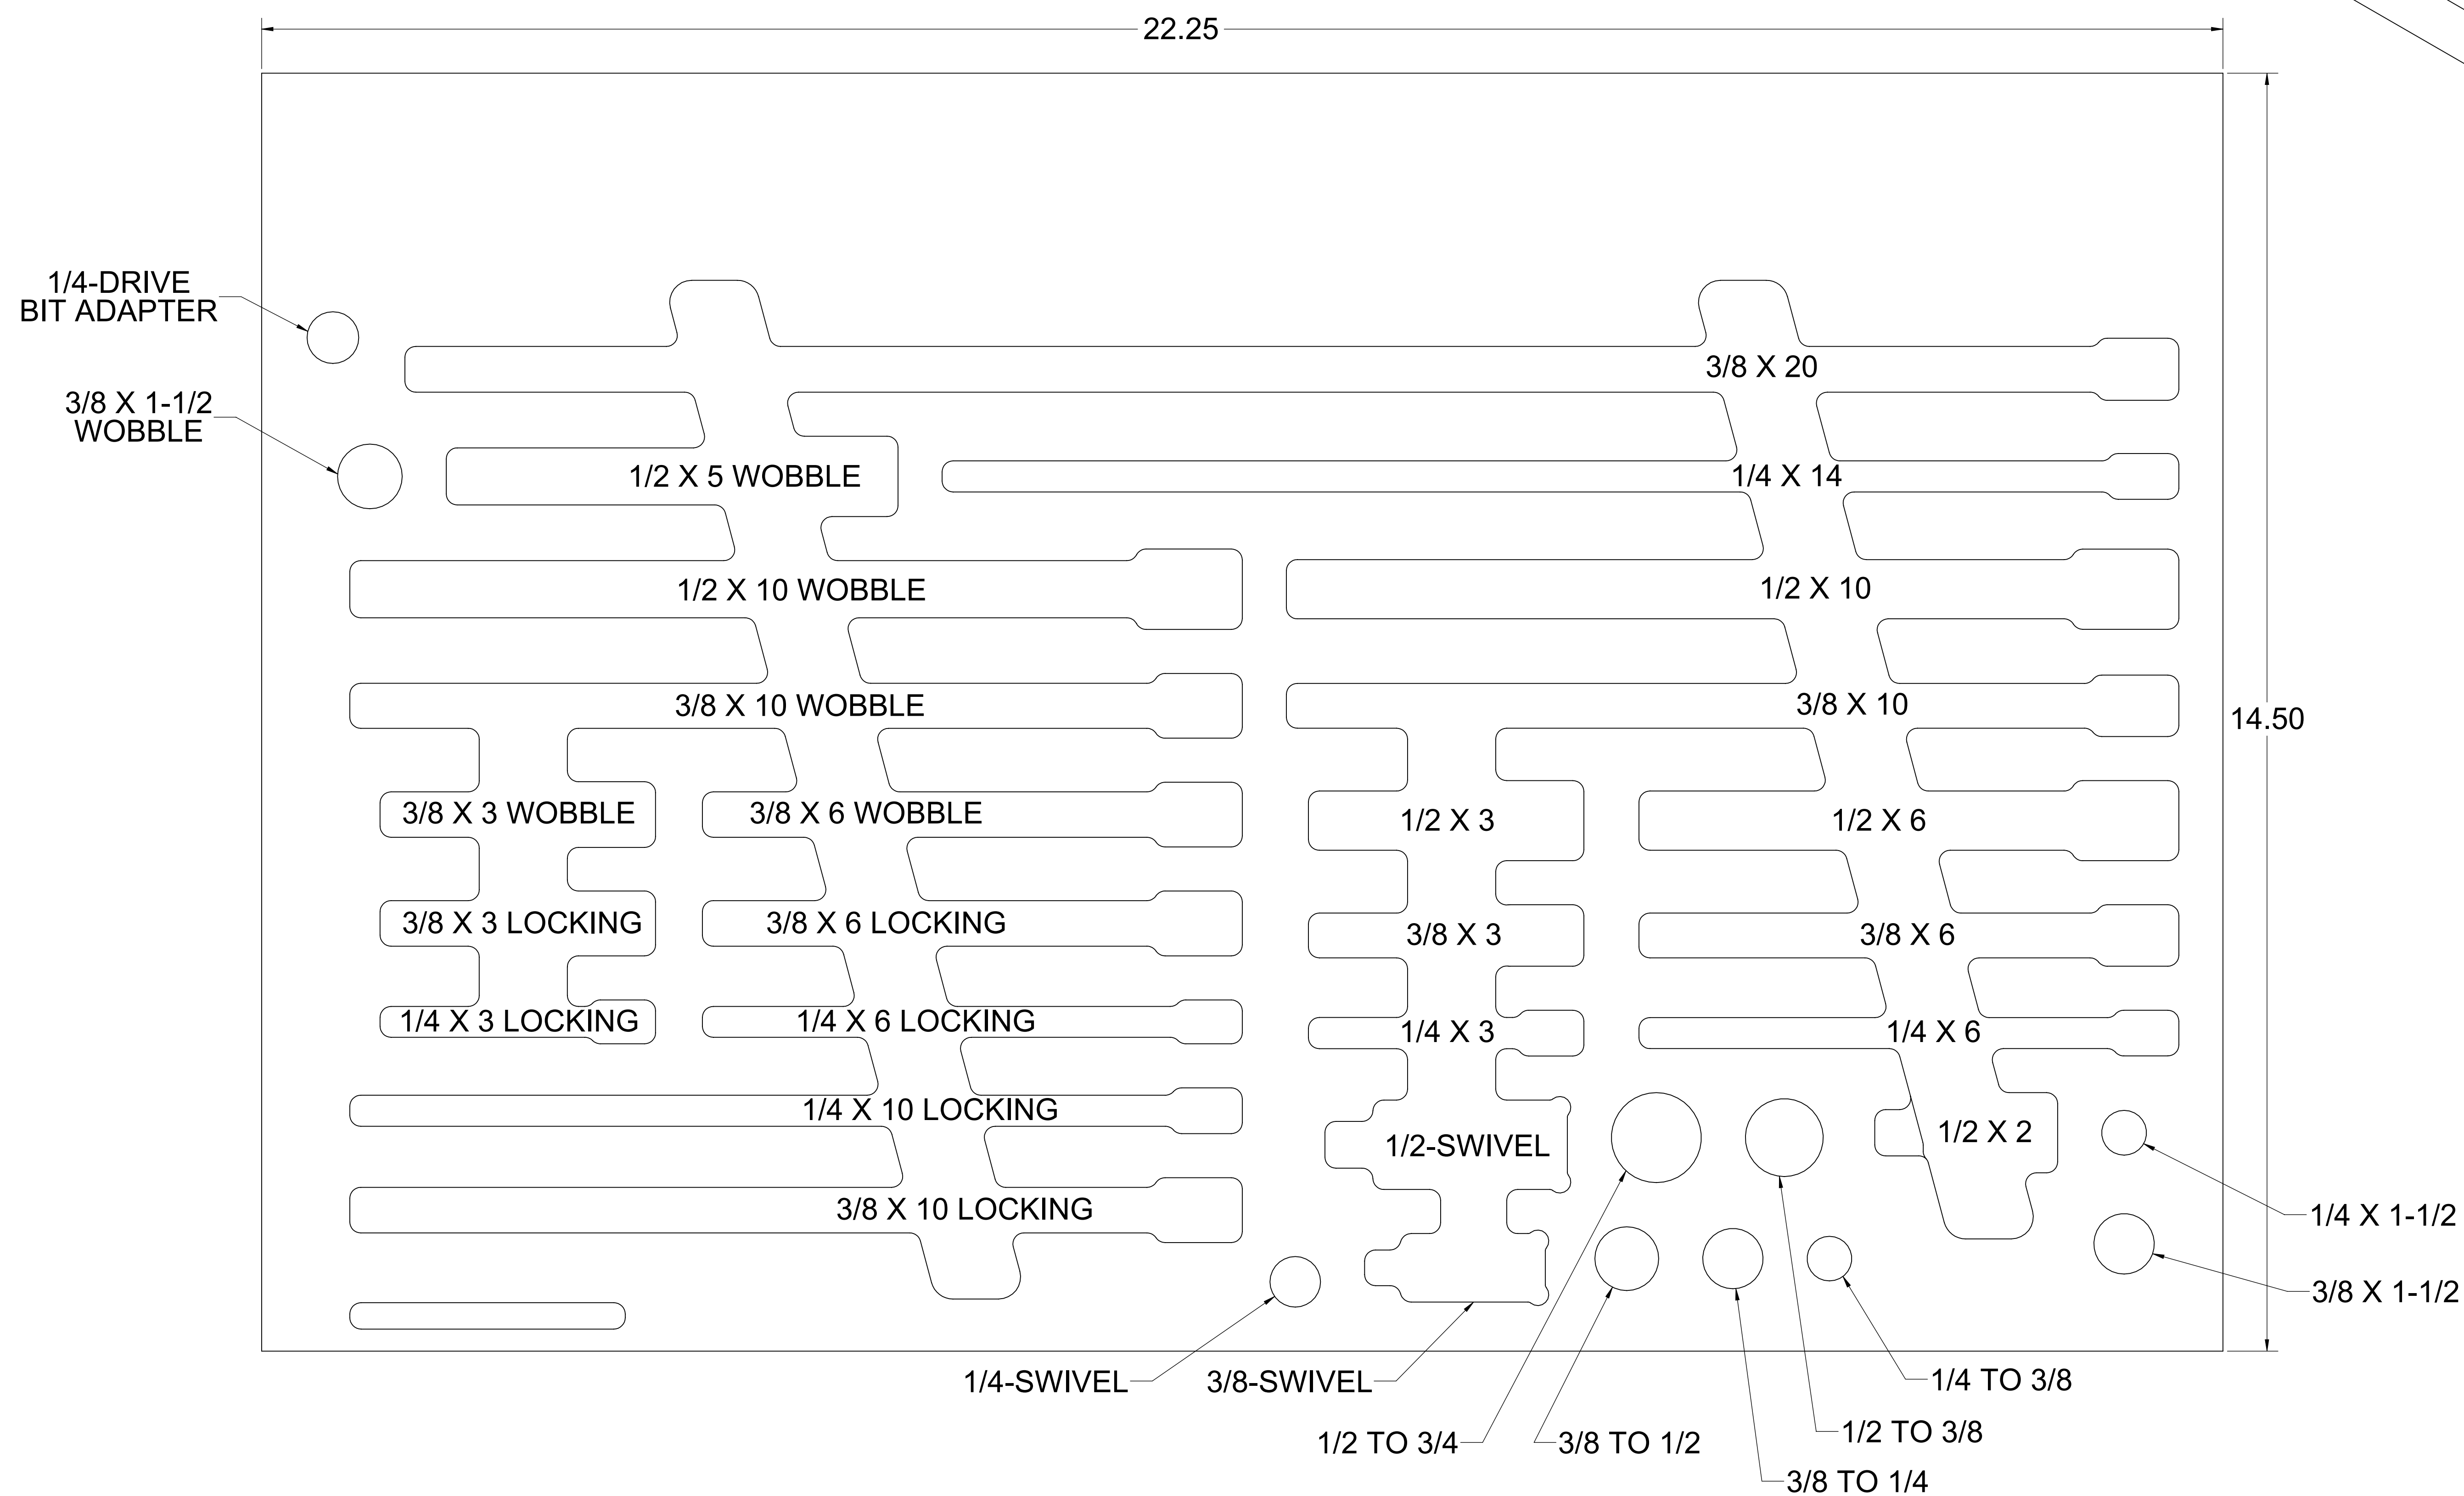 22.25
1/4-DRIVE
BIT ADAPTER
3/8 X 20
3/8 X 1-1/2
WOBBLE
1/2 X 5 WOBBLE
1/4 X 14
1/2 X 10 WOBBLE
1/2 X 10
3/8 X 10 WOBBLE
3/8 X 10
14.50
3/8 X 3 WOBBLE
3/8 X 6 WOBBLE
1/2 X 3
1/2 X 6
3/8 X 3 LOCKING
3/8 X 6 LOCKING
3/8 X 3
3/8 X 6
1/4 X 3 LOCKING
1/4 X 6 LOCKING
1/4 X 3
1/4 X 6
1/4 X 10 LOCKING
1/2-SWIVEL
1/2 X 2
3/8 X 10 LOCKING
1/4 X 1-1/2
3/8 X 1-1/2
1/4-SWIVEL
3/8-SWIVEL
1/4 TO 3/8
1/2 TO 3/4
3/8 TO 1/2
1/2 TO 3/8
3/8 TO 1/4